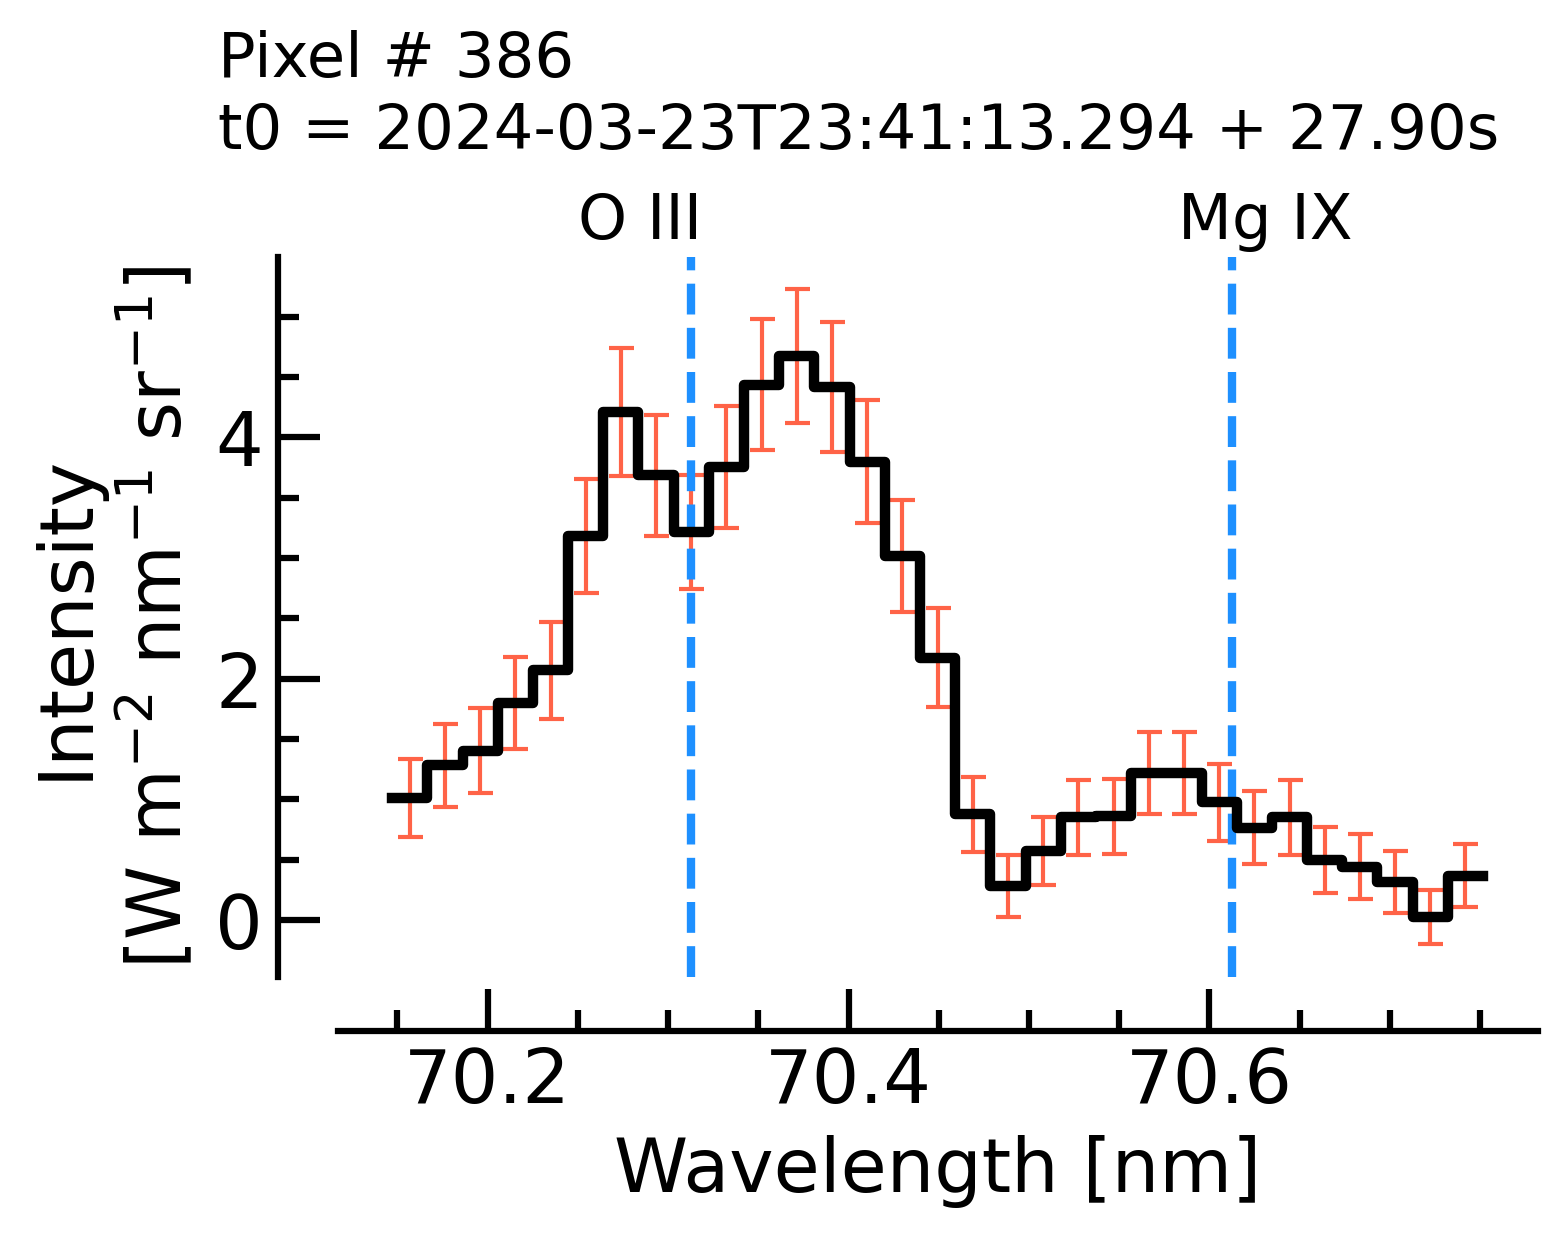 Pixel # 386
t0 = 2024-03-23T23:41:13.294 + 27.90s
O III
Mg IX
Intensity
[W m⁻² nm⁻¹ sr⁻¹]
4
2
0
70.2
70.4
70.6
Wavelength [nm]